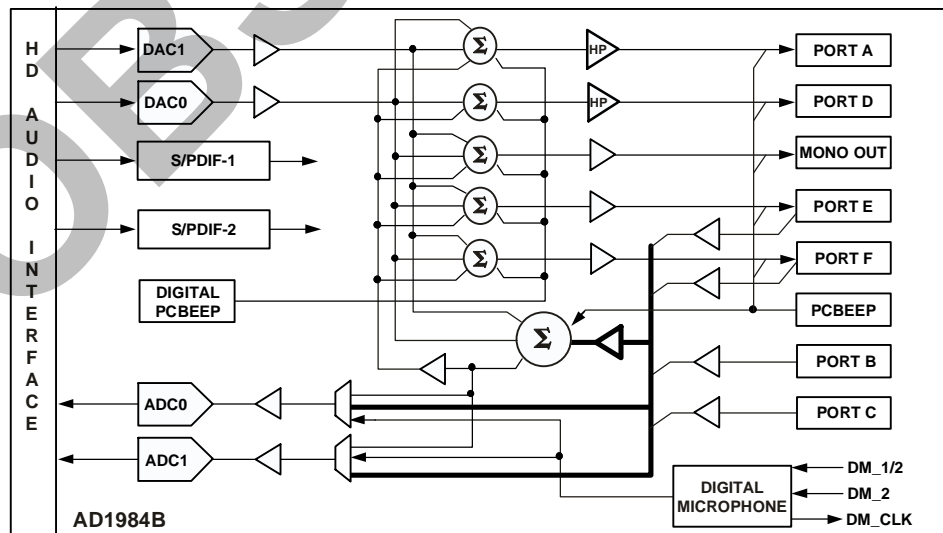 HD AUDIO INTERFACE
DAC1
DAC0
S/PDIF-1
S/PDIF-2
DIGITAL
PCBEEP
ADC0
ADC1
Σ
Σ
Σ
Σ
Σ
Σ
HP
HP
PORT A
PORT D
MONO OUT
PORT E
PORT F
PCBEEP
PORT B
PORT C
DIGITAL
MICROPHONE
DM_1/2
DM_2
DM_CLK
AD1984B
OBS